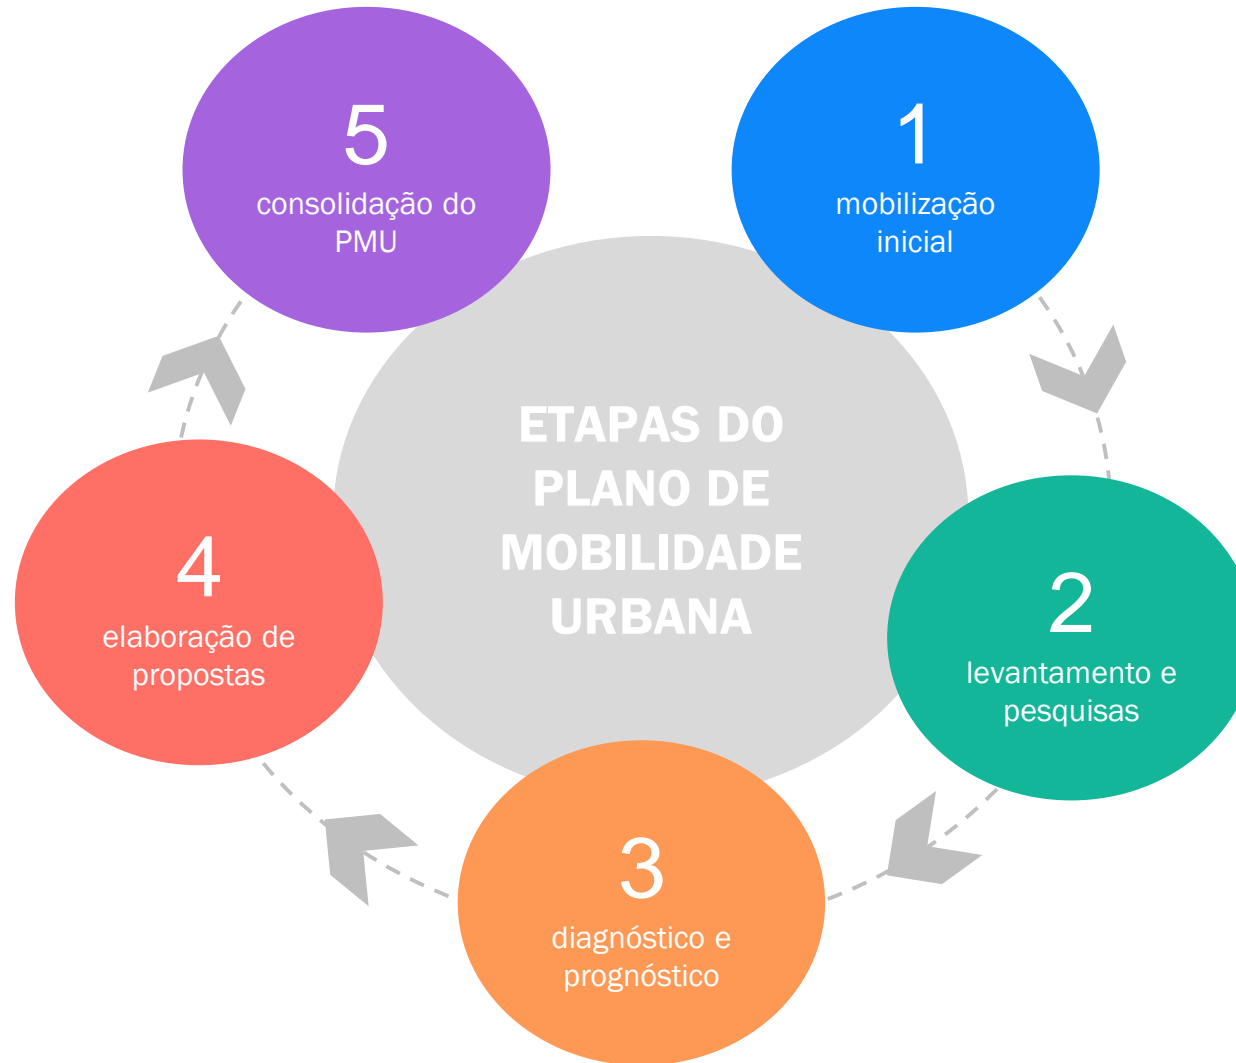 ETAPAS DO
PLANO DE
MOBILIDADE
URBANA
1
mobilização
inicial
2
levantamento e
pesquisas
3
diagnóstico e
prognóstico
4
elaboração de
propostas
5
consolidação do
PMU